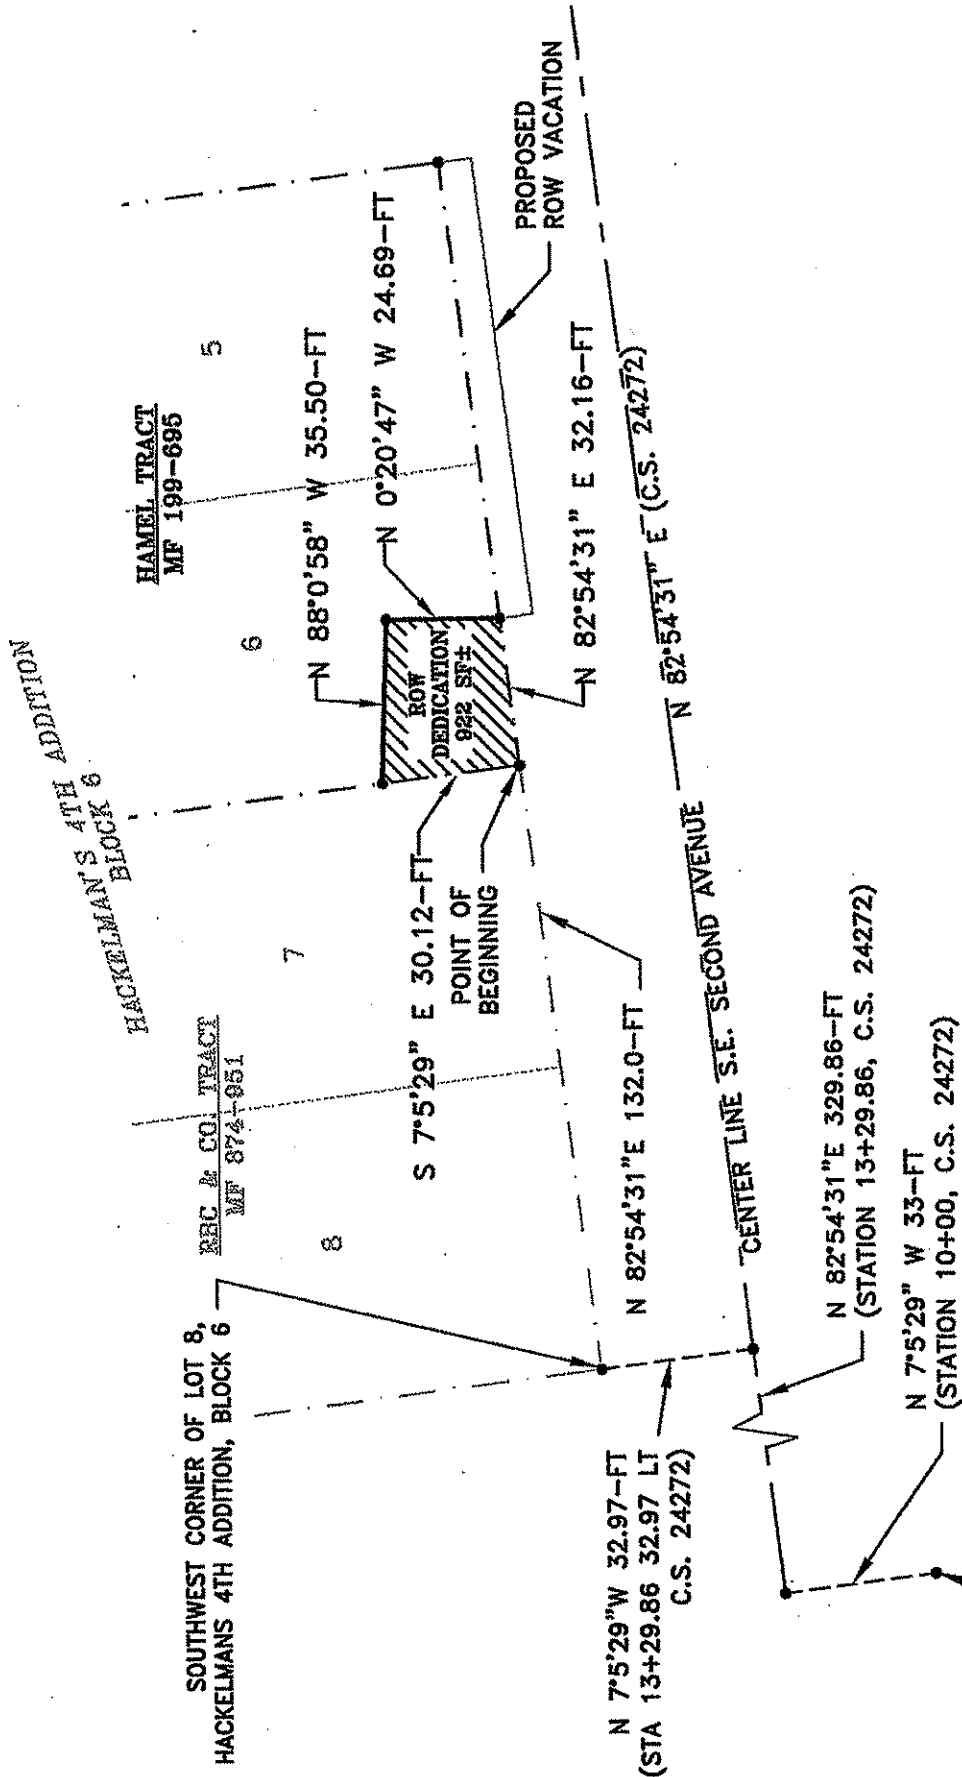 HACKELMAN'S 4TH ADDITION
BLOCK 6
HAMEL TRACT
MF 199-695
5
6
7
8
RBC & CO. TRACT
MF 874-951
SOUTHWEST CORNER OF LOT 8,
HACKELMANS 4TH ADDITION, BLOCK 6
N 88°0'58" W 35.50-FT
N 0°20'47" W 24.69-FT
ROW
DEDICATION
922 SF±
PROPOSED
ROW VACATION
S 7°5'29" E 30.12-FT
POINT OF
BEGINNING
N 82°54'31" E 32.16-FT
N 82°54'31"E 132.0-FT
N 82°54'31" E (C.S. 24272)
CENTER LINE S.E. SECOND AVENUE
N 7°5'29"W 32.97-FT
(STA 13+29.86 32.97 LT
C.S. 24272)
N 82°54'31"E 329.86-FT
(STATION 13+29.86, C.S. 24272)
N 7°5'29" W 33-FT
(STATION 10+00, C.S. 24272)